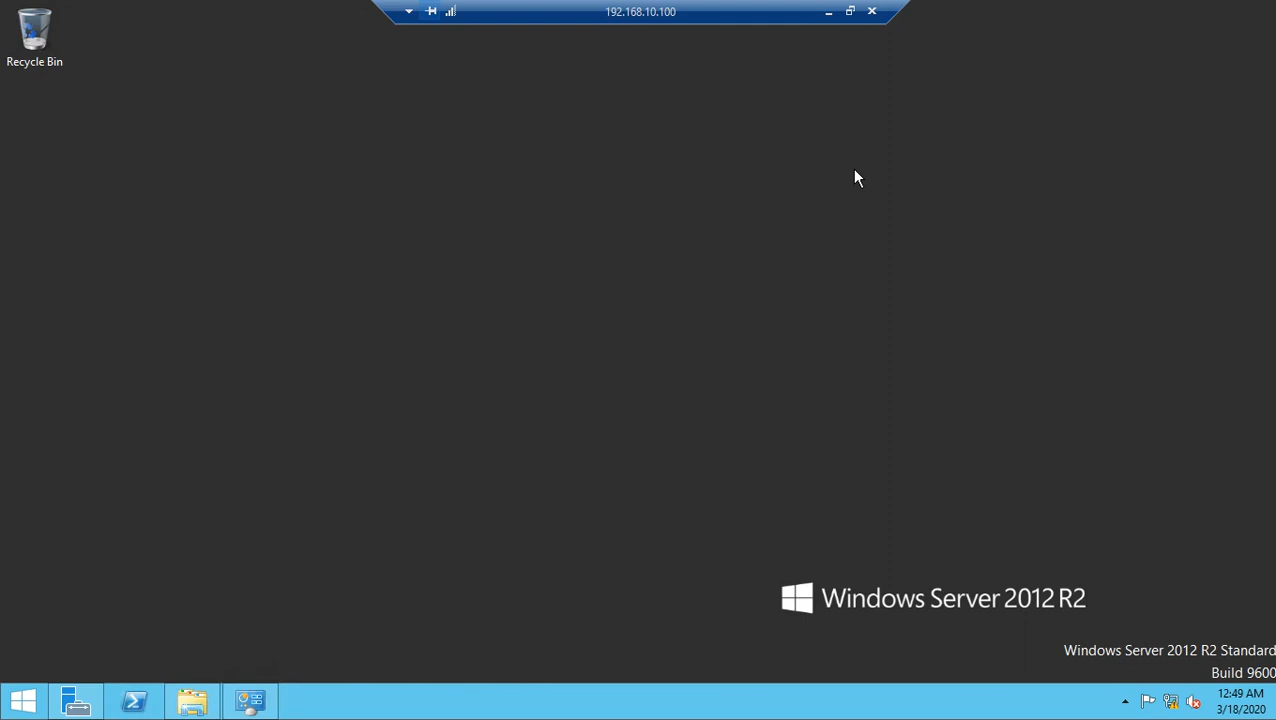 192.168.10.100
Recycle Bin
Windows Server 2012 R2
Windows Server 2012 R2 Standard
Build 9600
12:49 AM
3/18/2020